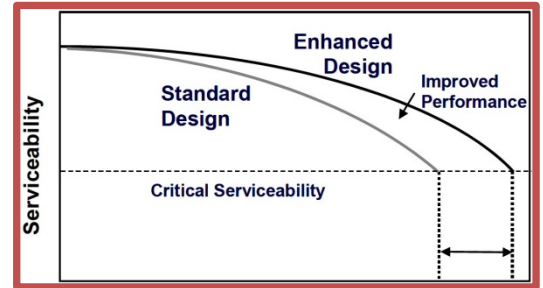 Enhanced
Design
Improved
Performance
Standard
Design
Critical Serviceability
Serviceability